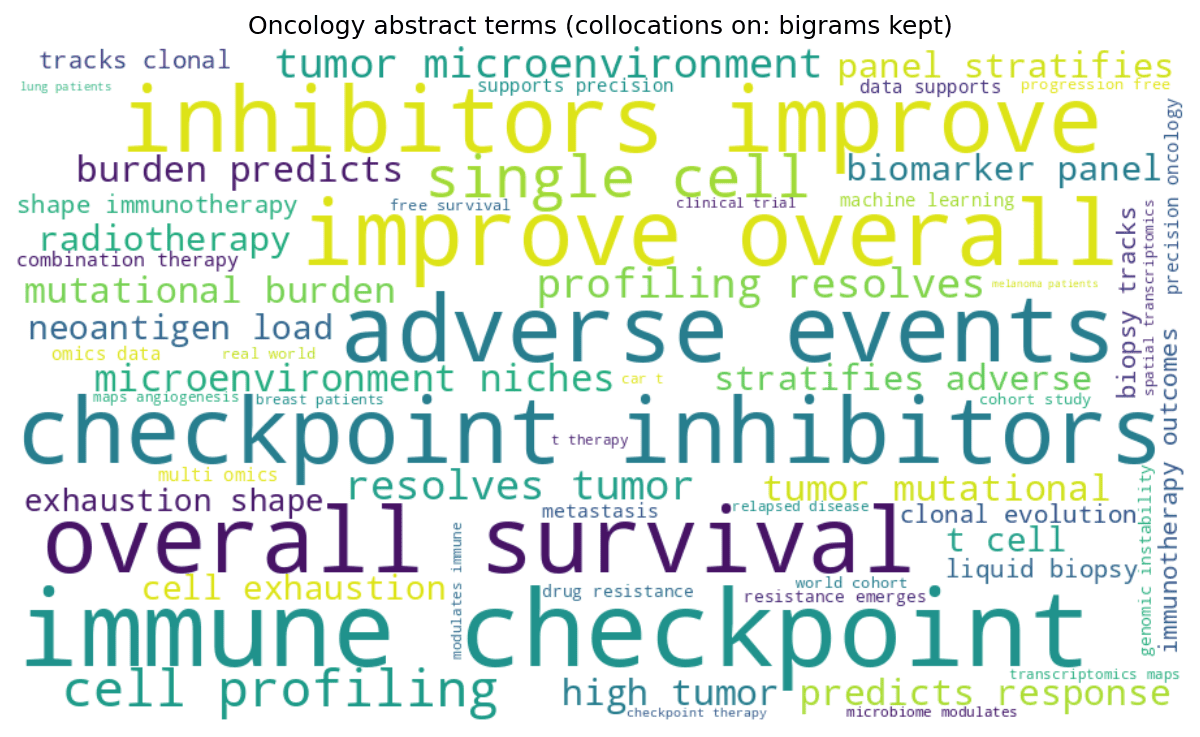 Oncology abstract terms (collocations on: bigrams kept)
tracks clonal
tumor microenvironment
panel stratifies
lung patients
supports precision
data supports
progression free
inhibitors improve
burden predicts
single cell
biomarker panel
precision oncology
shape immunotherapy
free survival
clinical trial
machine learning
improve overall
radiotherapy
biopsy tracks
spatial transcriptomics
combination therapy
mutational burden
profiling resolves
melanoma patients
neoantigen load
adverse events
omics data
real world
microenvironment niches
car t
stratifies adverse
maps angiogenesis
breast patients
cohort study
checkpoint inhibitors
t therapy
immunotherapy outcomes
multi omics
resolves tumor
tumor mutational
genomic instability
exhaustion shape
metastasis
relapsed disease
clonal evolution
overall survival
modulates immune
t cell
liquid biopsy
cell exhaustion
drug resistance
world cohort
resistance emerges
immune checkpoint
cell profiling
high tumor
predicts response
transcriptomics maps
checkpoint therapy
microbiome modulates